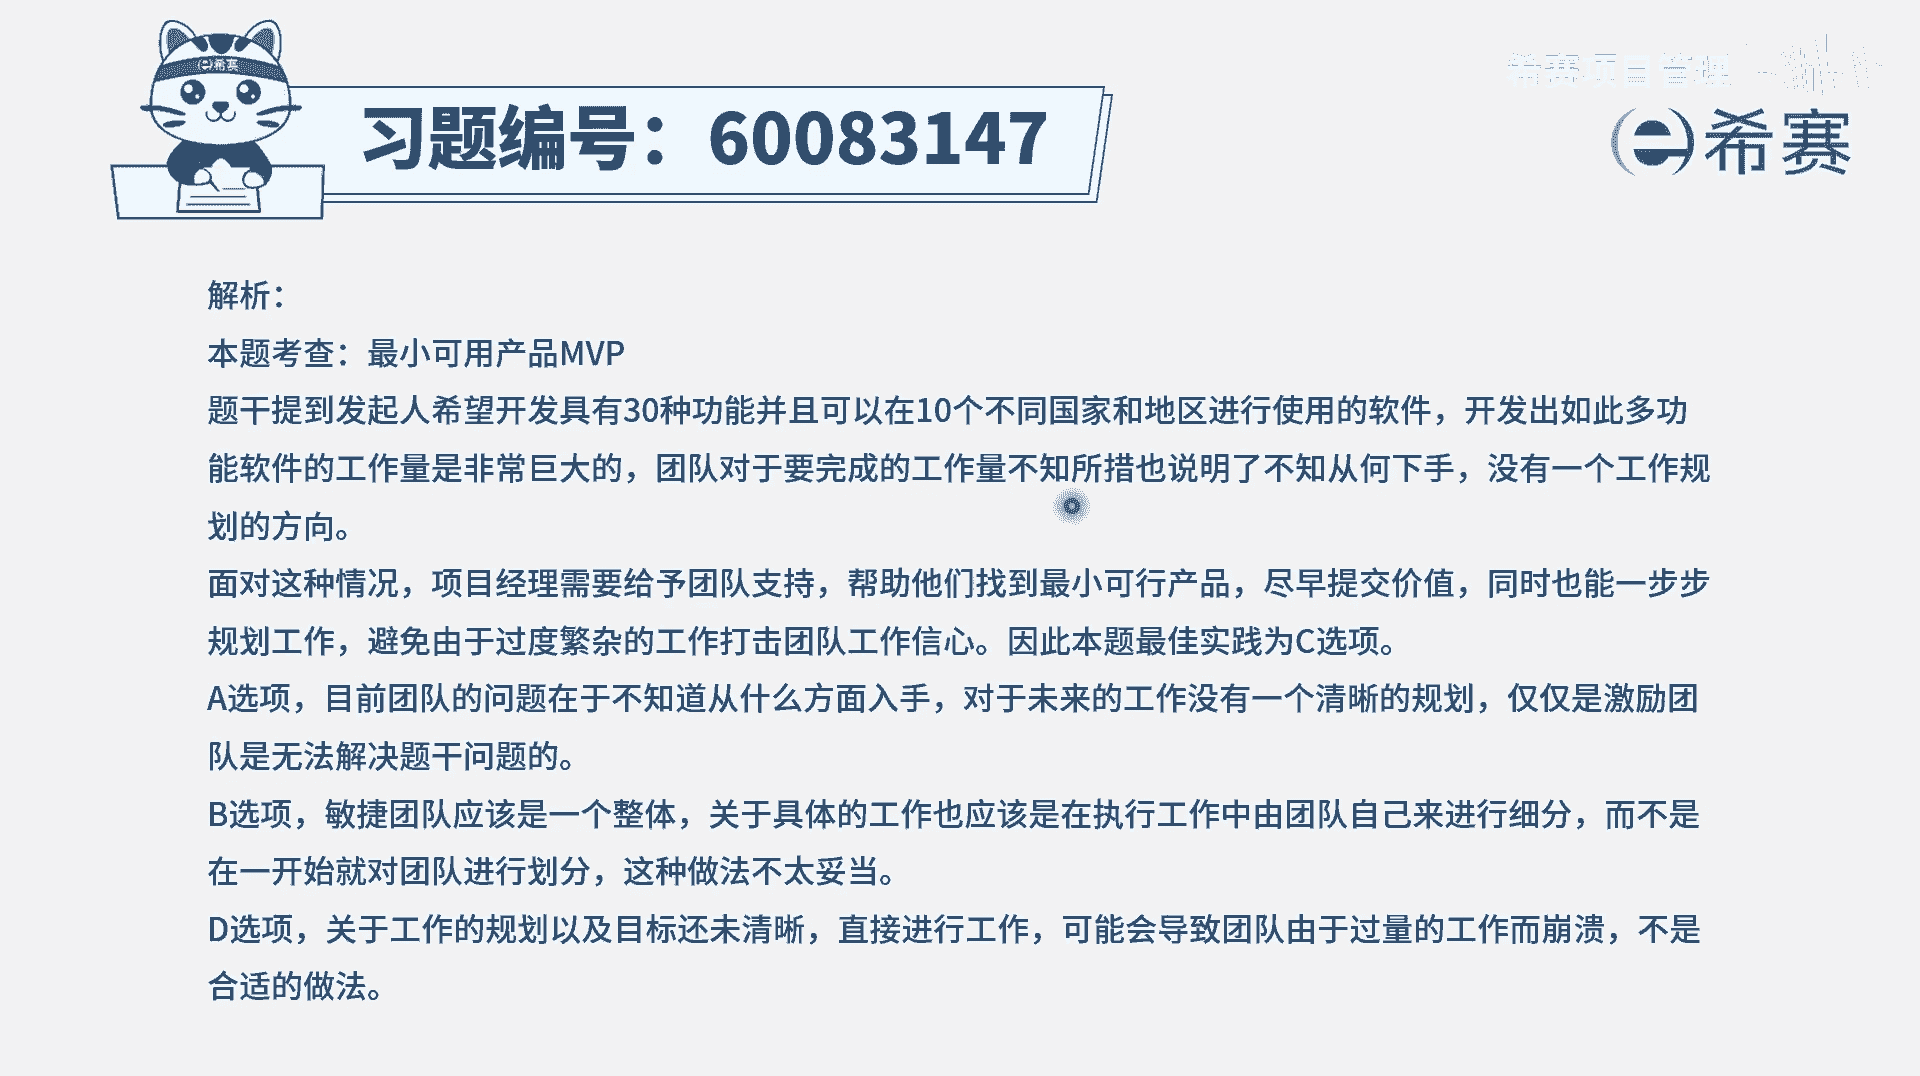 e希赛
习题编号：60083147
希赛项目管理
e希赛
解析：
本题考查：最小可用产品MVP
题干提到发起人希望开发具有30种功能并且可以在10个不同国家和地区进行使用的软件，开发出如此多功
能软件的工作量是非常巨大的，团队对于要完成的工作量不知所措也说明了不知从何下手，没有一个工作规
划的方向。
面对这种情况，项目经理需要给予团队支持，帮助他们找到最小可行产品，尽早提交价值，同时也能一步步
规划工作，避免由于过度繁杂的工作打击团队工作信心。因此本题最佳实践为C选项。
A选项，目前团队的问题在于不知道从什么方面入手，对于未来的工作没有一个清晰的规划，仅仅是激励团
队是无法解决题干问题的。
B选项，敏捷团队应该是一个整体，关于具体的工作也应该是在执行工作中由团队自己来进行细分，而不是
在一开始就对团队进行划分，这种做法不太妥当。
D选项，关于工作的规划以及目标还未清晰，直接进行工作，可能会导致团队由于过量的工作而崩溃，不是
合适的做法。